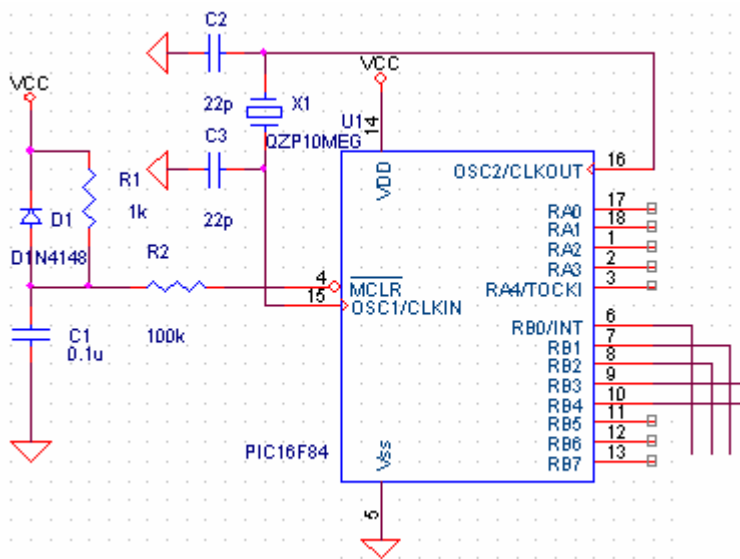 C2
22p
X1
VCC
U1
14
QZP10MEG
C3
22p
VCC
R1
1k
D1
D1N4148
R2
100k
C1
0.1u
4
15
VDD
MCLR
OSC1/CLKIN
PIC16F84
Vss
5
OSC2/CLKOUT 16
RA0 17
RA1 18
RA2 1
RA3 2
RA4/TOCKI 3
RB0/INT 6
RB1 7
RB2 8
RB3 9
RB4 10
RB5 11
RB6 12
RB7 13